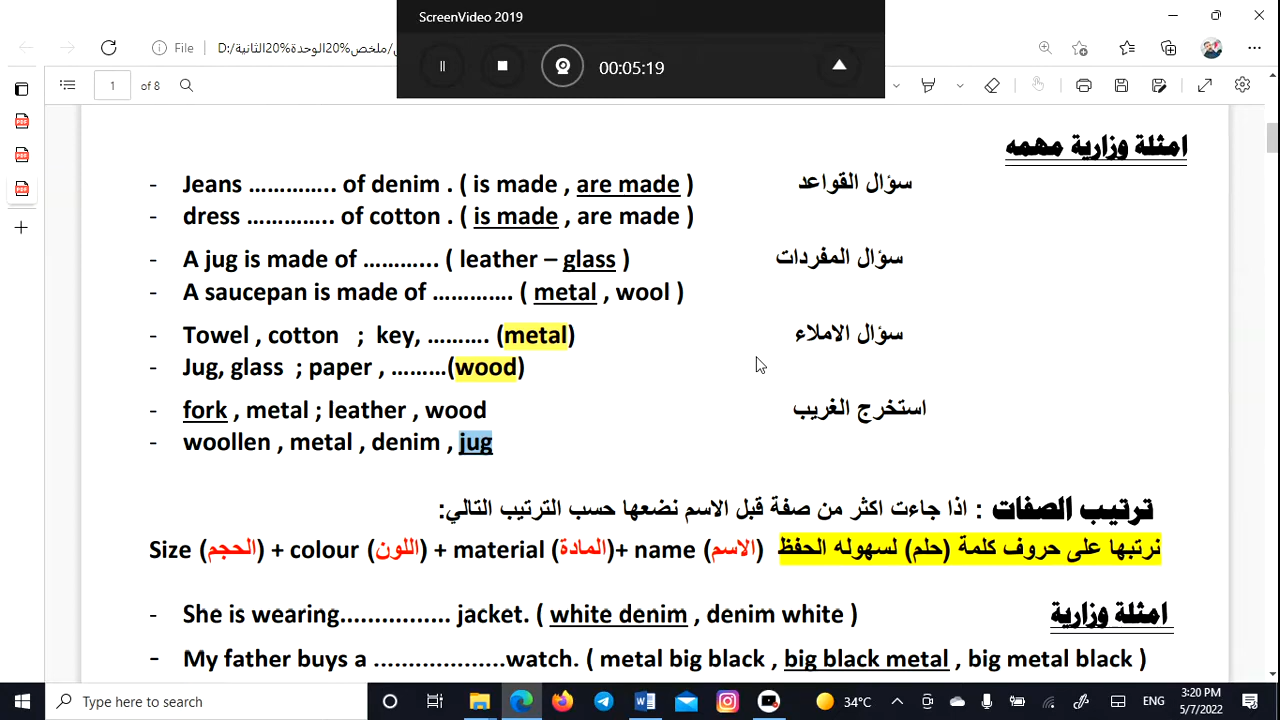 ScreenVideo 2019
00:05:19
File
D:/ملخص%20الوحدة%20الثانية/
1 of 8
امثلة وزارية مهمه
- Jeans ………….. of denim . ( is made , are made ) سؤال القواعد
- dress ………….. of cotton . ( is made , are made )
- A jug is made of ………... ( leather – glass ) سؤال المفردات
- A saucepan is made of …………. ( metal , wool )
- Towel , cotton ; key, ………. (metal) سؤال الاملاء
- Jug, glass ; paper , ………(wood)
- fork , metal ; leather , wood استخرج الغريب
- woollen , metal , denim , jug
ترتيب الصفات : اذا جاءت اكثر من صفة قبل الاسم نضعها حسب الترتيب التالي:
Size (الحجم) + colour (اللون) + material (المادة)+ name (الاسم) نرتبها على حروف كلمة (حلم) لسهوله الحفظ
- She is wearing................. jacket. ( white denim , denim white ) امثلة وزارية
- My father buys a ....................watch. ( metal big black , big black metal , big metal black )
Type here to search
34°C
ENG
3:20 PM
5/7/2022